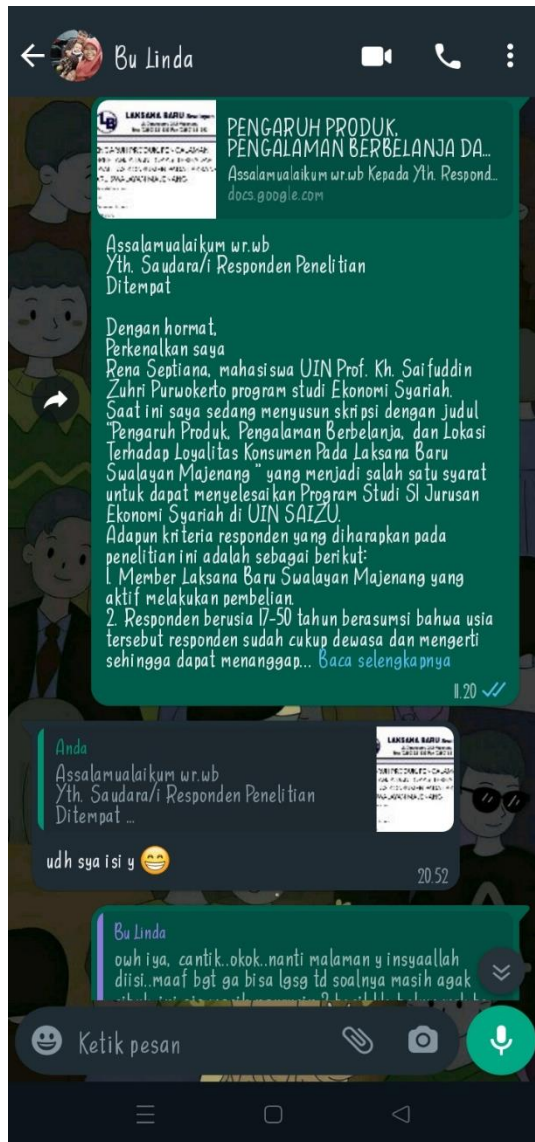 Bu Linda
LAKSANA BARU
PENGARUH PRODUK,
PENGALAMAN BERBELANJA DA...
Assalamualaikum wr.wb Kepada Yth. Respond...
docs.google.com
Assalamualaikum wr.wb
Yth. Saudara/i Responden Penelitian
Ditempat
Dengan hormat,
Perkenalkan saya
Rena Septiana, mahasiswa UIN Prof. Kh. Saifuddin
Zuhri Purwokerto program studi Ekonomi Syariah.
Saat ini saya sedang menyusun skripsi dengan judul
"Pengaruh Produk, Pengalaman Berbelanja, dan Lokasi
Terhadap Loyalitas Konsumen Pada Laksana Baru
Swalayan Majenang " yang menjadi salah satu syarat
untuk dapat menyelesaikan Program Studi S1 Jurusan
Ekonomi Syariah di UIN SAIZU.
Adapun kriteria responden yang diharapkan pada
penelitian ini adalah sebagai berikut:
1. Member Laksana Baru Swalayan Majenang yang
aktif melakukan pembelian.
2. Responden berusia 17-50 tahun berasumsi bahwa usia
tersebut responden sudah cukup dewasa dan mengerti
sehingga dapat menanggap... Baca selengkapnya
11.20
Anda
Assalamualaikum wr.wb
Yth. Saudara/i Responden Penelitian
Ditempat ...
LAKSANA BARU
udh sya isi y 😁
20.52
Bu Linda
owh iya, cantik..okok..nanti malaman y insyaallah
diisi..maaf bgt ga bisa lgsg td soalnya masih agak
Ketik pesan